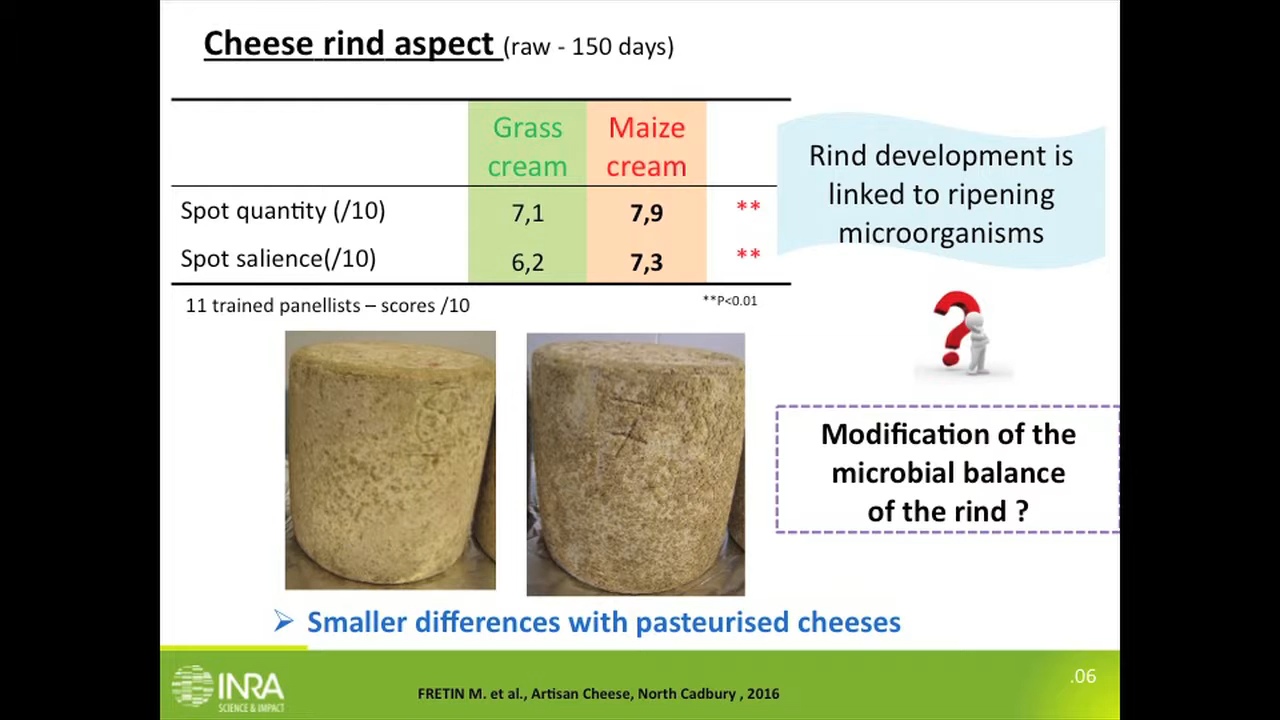 Cheese rind aspect (raw - 150 days)
Grass cream
Maize cream
Spot quantity (/10) 7,1 7,9 **
Spot salience(/10) 6,2 7,3 **
11 trained panellists – scores /10
**P<0.01
Rind development is
linked to ripening
microorganisms
?
Modification of the
microbial balance
of the rind ?
➢ Smaller differences with pasteurised cheeses
INRA
SCIENCE & IMPACT
FRETIN M. et al., Artisan Cheese, North Cadbury , 2016
.06